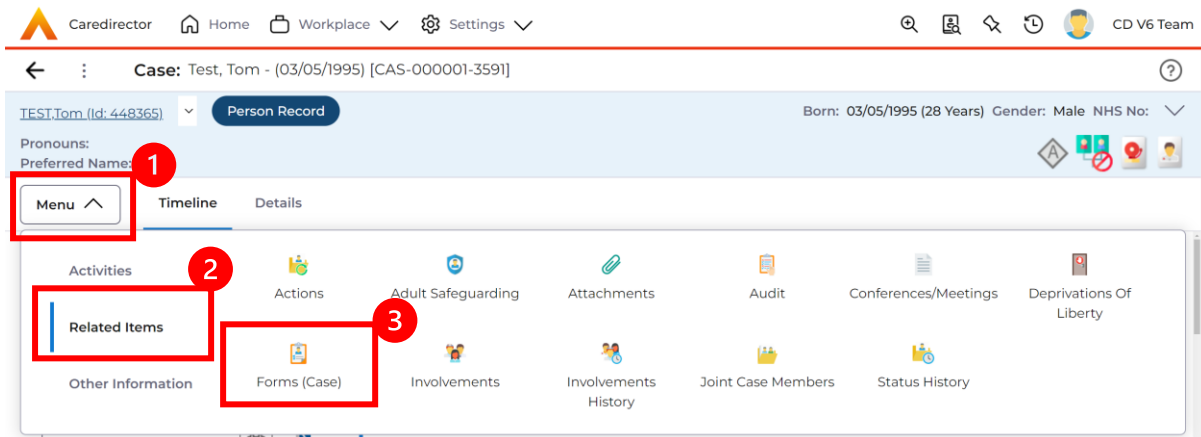 Caredirector Home Workplace Settings CD V6 Team
Case: Test, Tom - (03/05/1995) [CAS-000001-3591]
TEST,Tom (Id: 448365) Person Record Born: 03/05/1995 (28 Years) Gender: Male NHS No:
Pronouns:
Preferred Name:
1
Menu Timeline Details
Activities
2
Actions Adult Safeguarding Attachments Audit Conferences/Meetings Deprivations Of
Liberty
Related Items
3
Other Information
Forms (Case) Involvements Involvements
History
Joint Case Members Status History
A